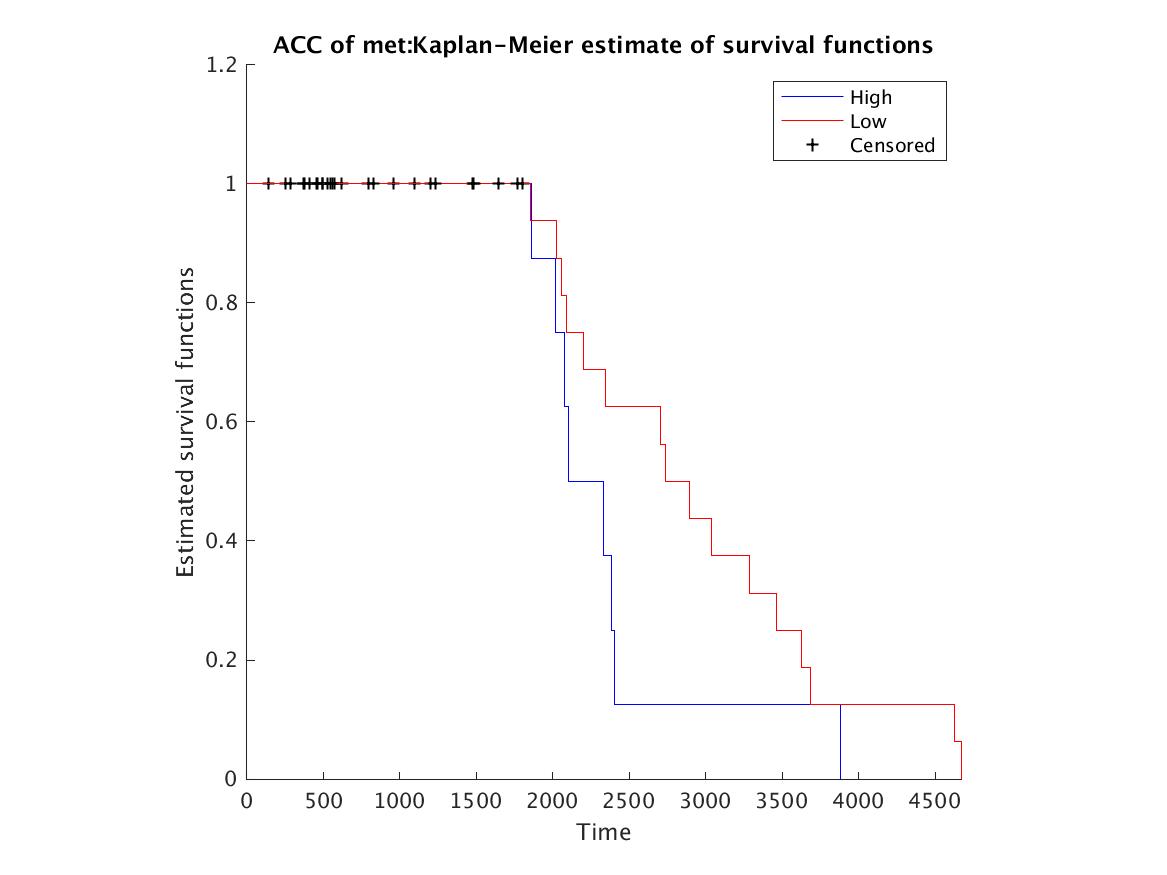 ACC of met:Kaplan-Meier estimate of survival functions
1.2
1
0.8
0.6
0.4
0.2
0
Estimated survival functions
High
Low
Censored
0 500 1000 1500 2000 2500 3000 3500 4000 4500
Time